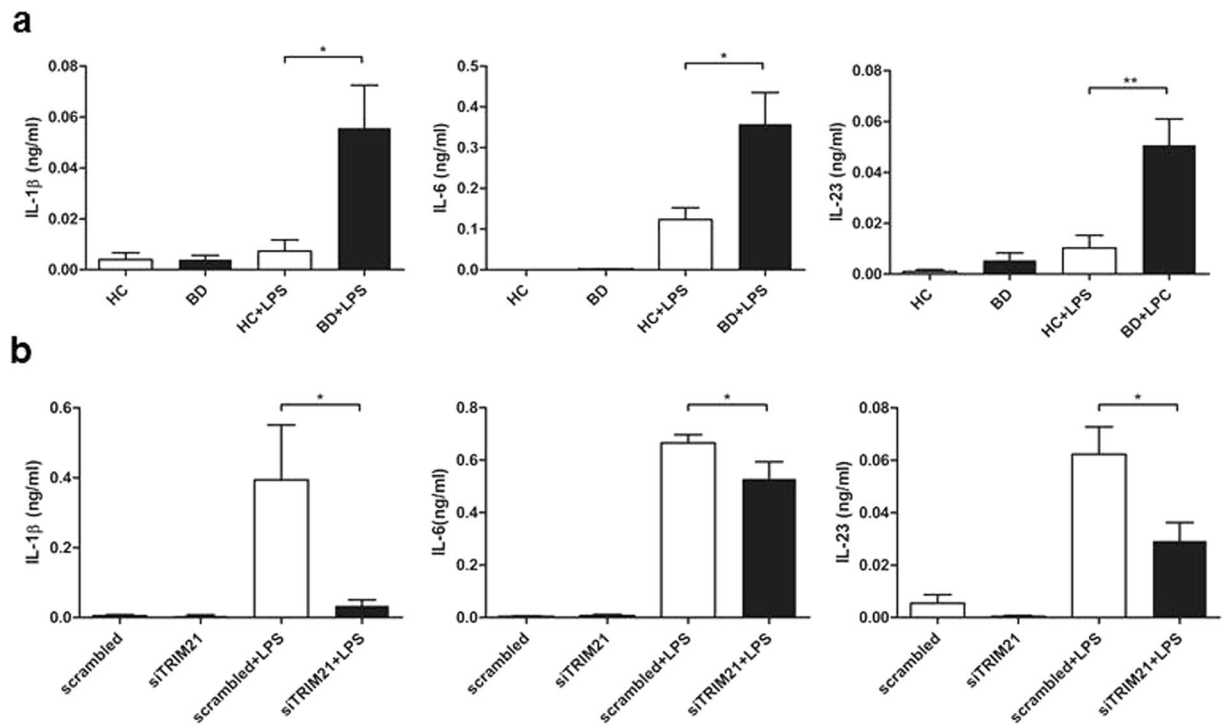 a
IL-1β (ng/ml)
0.08
0.06
0.04
0.02
0.00
*
HC
BD
HC+LPS
BD+LPS
IL-6 (ng/ml)
0.5
0.4
0.3
0.2
0.1
0.0
*
HC
BD
HC+LPS
BD+LPS
IL-23 (ng/ml)
0.08
0.06
0.04
0.02
0.00
**
HC
BD
HC+LPS
BD+LPC
b
IL-1β (ng/ml)
0.6
0.4
0.2
0.0
*
scrambled
siTRIM21
scrambled+LPS
siTRIM21+LPS
IL-6(ng/ml)
0.8
0.6
0.4
0.2
0.0
*
scrambled
siTRIM21
scrambled+LPS
siTRIM21+LPS
IL-23 (ng/ml)
0.08
0.06
0.04
0.02
0.00
*
scrambled
siTRIM21
scrambled+LPS
siTRIM21+LPS